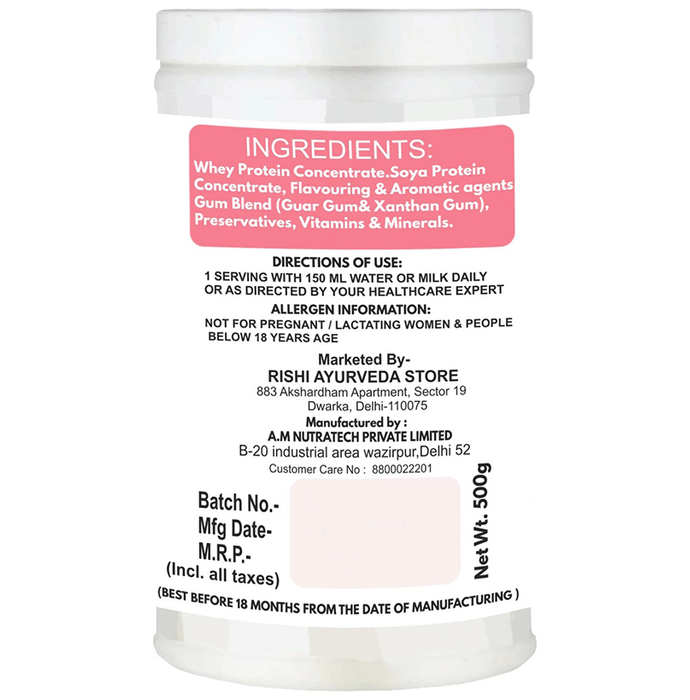 INGREDIENTS:
Whey Protein Concentrate.Soya Protein
Concentrate, Flavouring & Aromatic agents
Gum Blend (Guar Gum& Xanthan Gum),
Preservatives, Vitamins & Minerals.
DIRECTIONS OF USE:
1 SERVING WITH 150 ML WATER OR MILK DAILY
OR AS DIRECTED BY YOUR HEALTHCARE EXPERT
ALLERGEN INFORMATION:
NOT FOR PREGNANT / LACTATING WOMEN & PEOPLE
BELOW 18 YEARS AGE
Marketed By-
RISHI AYURVEDA STORE
883 Akshardham Apartment, Sector 19
Dwarka, Delhi-110075
Manufactured by :
A.M NUTRATECH PRIVATE LIMITED
B-20 industrial area wazirpur,Delhi 52
Customer Care No : 8800022201
Batch No.-
Mfg Date-
M.R.P.-
(Incl. all taxes)
Net Wt. 500g
(BEST BEFORE 18 MONTHS FROM THE DATE OF MANUFACTURING )